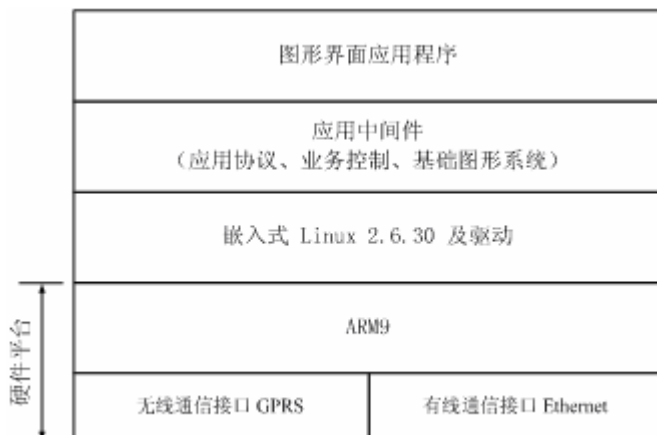 图形界面应用程序
应用中间件
（应用协议、业务控制、基础图形系统）
嵌入式 Linux 2.6.30 及驱动
硬件平台
ARM9
无线通信接口 GPRS
有线通信接口 Ethernet